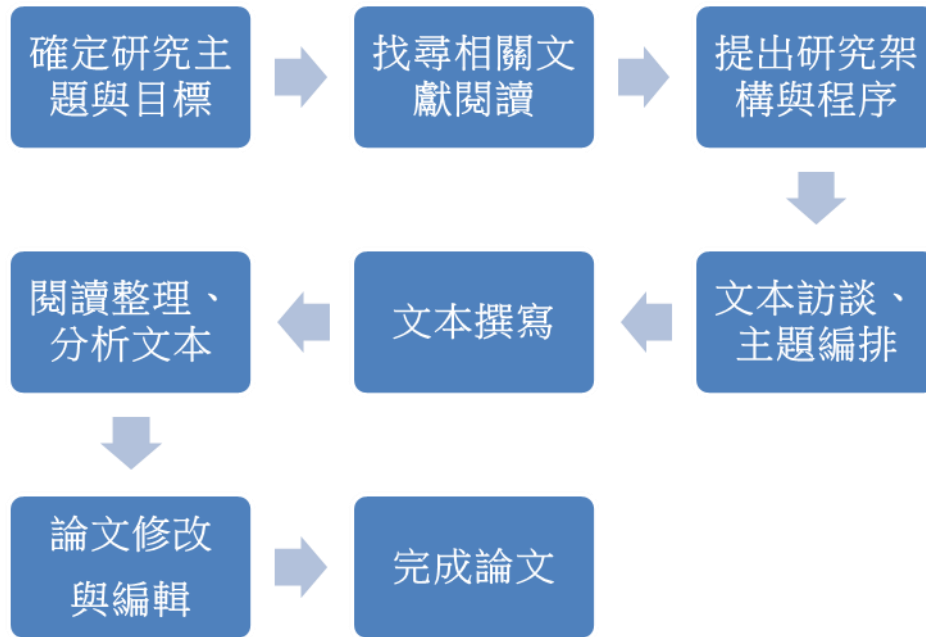 確定研究主
題與目標
找尋相關文
獻閱讀
提出研究架
構與程序
文本訪談、
主題編排
文本撰寫
閱讀整理、
分析文本
論文修改
與編輯
完成論文